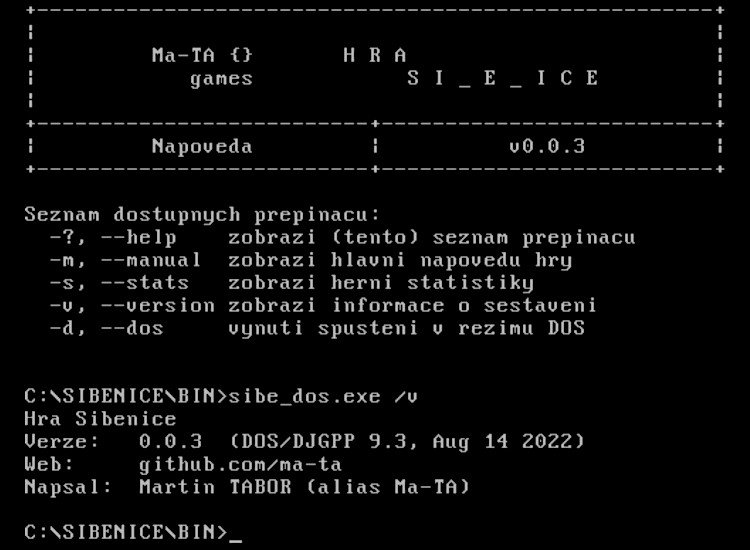 +-----------------------------------------------------+
Ma-TA {} H R A
games S I _ E _ I C E
+--------------------------+--------------------------+
¦ Napoveda ¦ v0.0.3 ¦
+--------------------------+--------------------------+
Seznam dostupnych prepinacu:
-?, --help zobrazi (tento) seznam prepinacu
-m, --manual zobrazi hlavni napovedu hry
-s, --stats zobrazi herni statistiky
-v, --version zobrazi informace o sestaveni
-d, --dos vynuti spusteni v rezimu DOS
C:\SIBENICE\BIN>sibe_dos.exe /v
Hra Sibenice
Verze: 0.0.3 (DOS/DJGPP 9.3, Aug 14 2022)
Web: github.com/ma-ta
Napsal: Martin TABOR (alias Ma-TA)
C:\SIBENICE\BIN>_